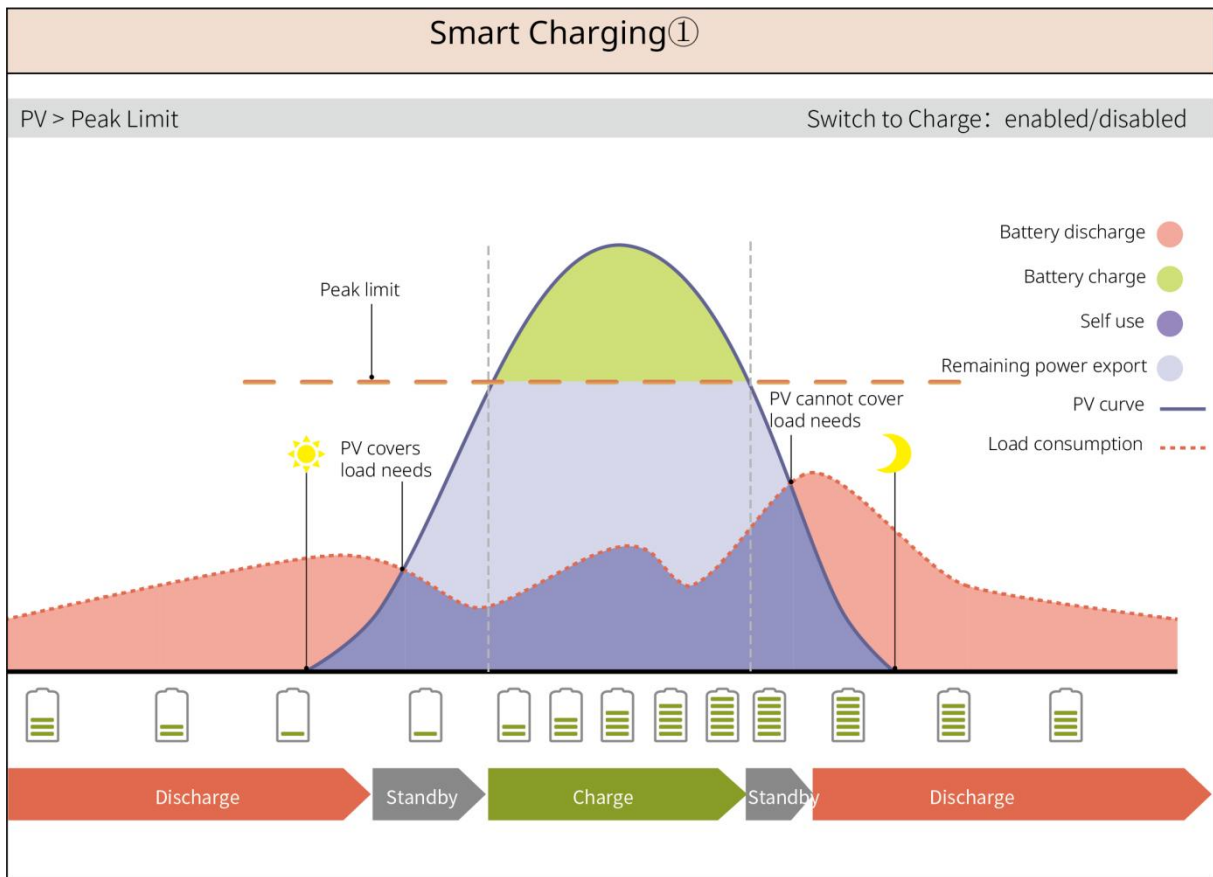 Smart Charging①
PV > Peak Limit
Switch to Charge：enabled/disabled
Battery discharge
Battery charge
Self use
Remaining power export
PV curve
Load consumption
Peak limit
PV covers
load needs
PV cannot cover
load needs
Discharge
Standby
Charge
Standby
Discharge